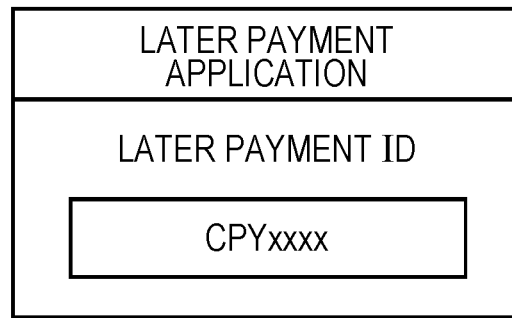 LATER PAYMENT
APPLICATION
LATER PAYMENT ID
CPYxxxx